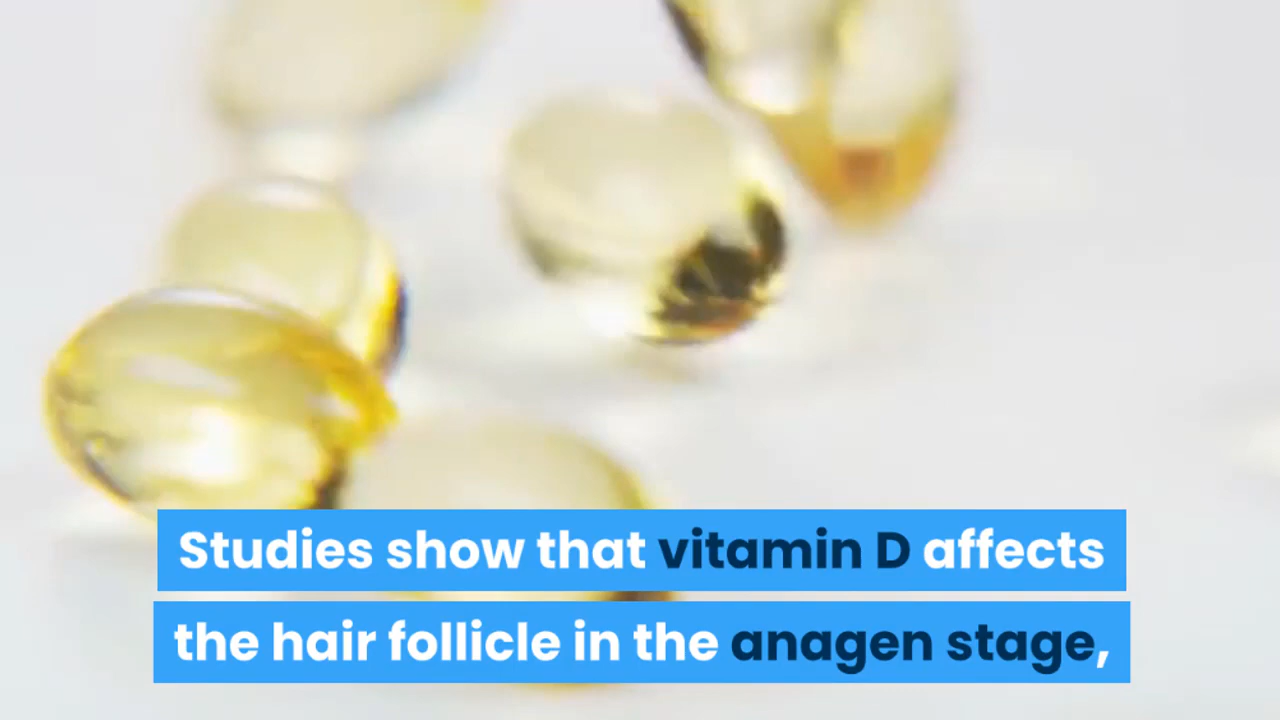 Studies show that vitamin D affects
the hair follicle in the anagen stage,